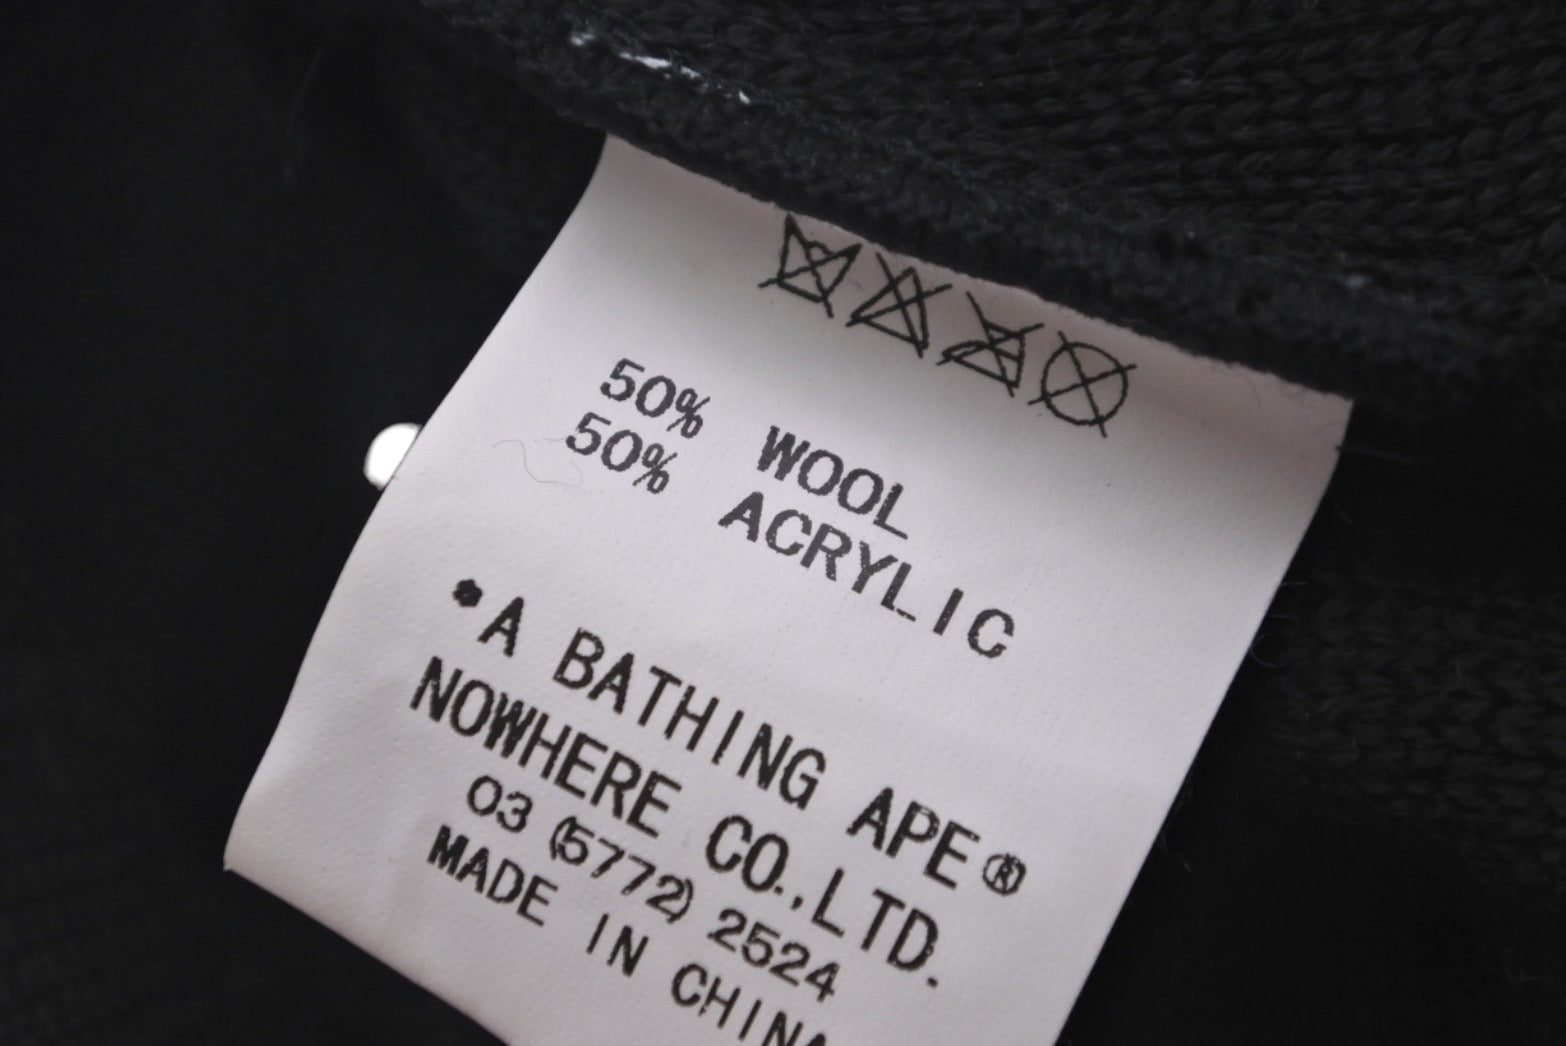 50% WOOL
50% ACRYLIC
•A BATHING APE®
NOWHERE CO.,LTD.
03 (5772) 2524
MADE IN CHINA